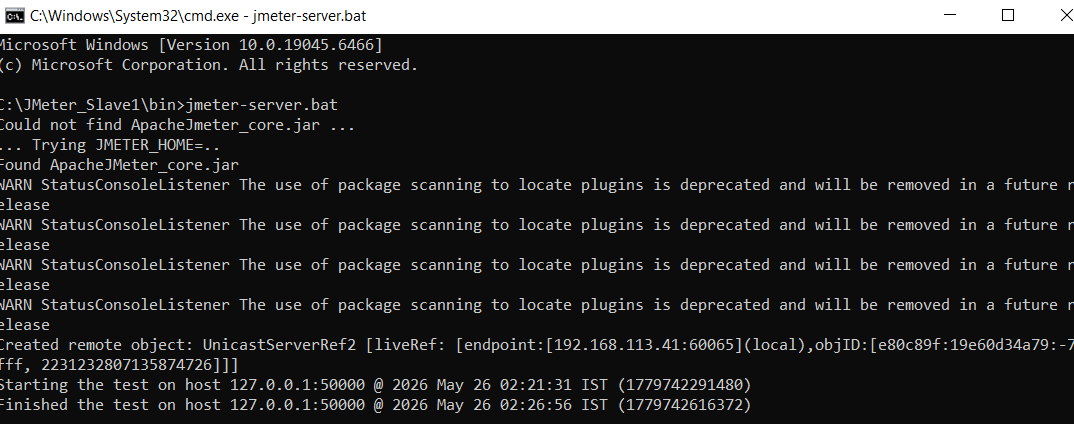 C:\Windows\System32\cmd.exe - jmeter-server.bat
Microsoft Windows [Version 10.0.19045.6466]
(c) Microsoft Corporation. All rights reserved.
C:\JMeter_Slave1\bin>jmeter-server.bat
Could not find ApacheJmeter_core.jar ...
... Trying JMETER_HOME=..
Found ApacheJMeter_core.jar
WARN StatusConsoleListener The use of package scanning to locate plugins is deprecated and will be removed in a future r
elease
WARN StatusConsoleListener The use of package scanning to locate plugins is deprecated and will be removed in a future r
elease
WARN StatusConsoleListener The use of package scanning to locate plugins is deprecated and will be removed in a future r
elease
WARN StatusConsoleListener The use of package scanning to locate plugins is deprecated and will be removed in a future r
elease
Created remote object: UnicastServerRef2 [liveRef: [endpoint:[192.168.113.41:60065](local),objID:[e80c89f:19e60d34a79:-7
fff, 2231232807135874726]]]
Starting the test on host 127.0.0.1:50000 @ 2026 May 26 02:21:31 IST (1779742291480)
Finished the test on host 127.0.0.1:50000 @ 2026 May 26 02:26:56 IST (1779742616372)